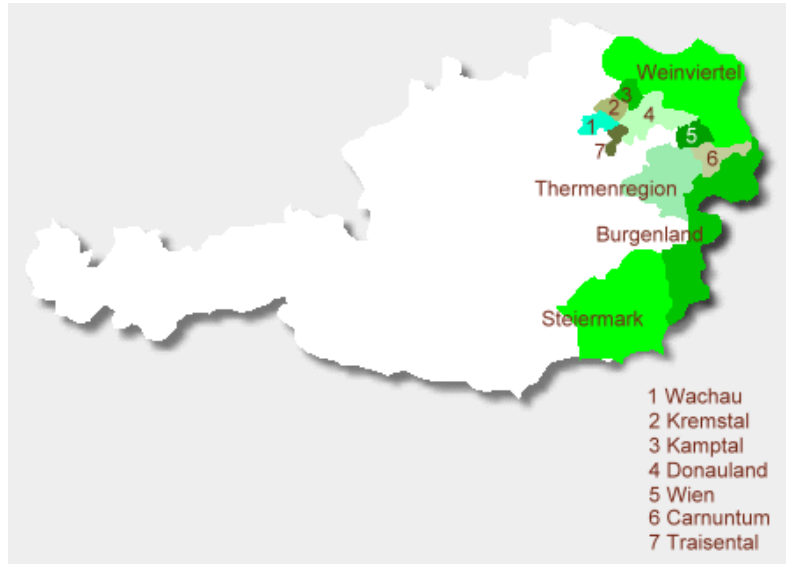 Weinviertel
3
2
4
1
5
7
6
Thermenregion
Burgenland
Steiermark
1 Wachau
2 Kremstal
3 Kamptal
4 Donauland
5 Wien
6 Carnuntum
7 Traisental